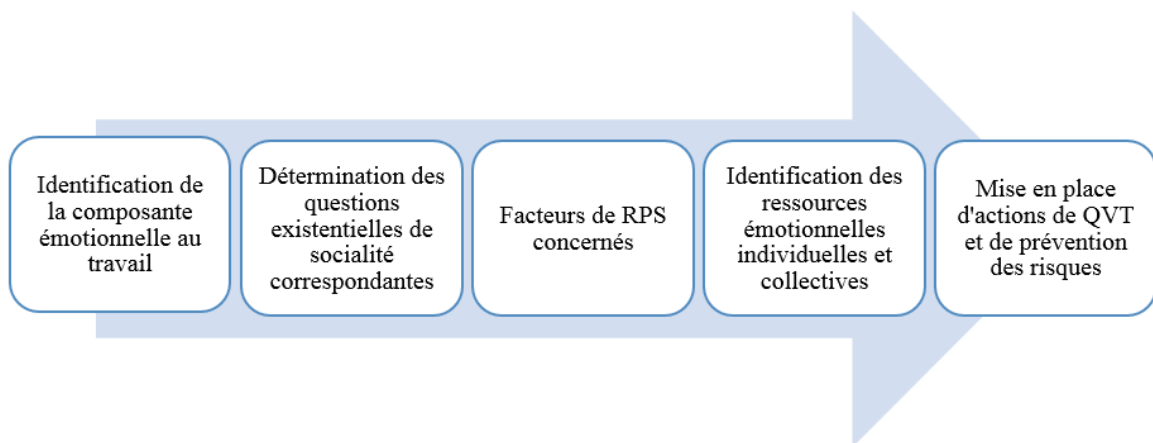 Identification de
la composante
émotionnelle au
travail
Détermination des
questions
existentielles de
socialité
correspondantes
Facteurs de RPS
concernés
Identification des
ressources
émotionnelles
individuelles et
collectives
Mise en place
d'actions de QVT
et de prévention
des risques